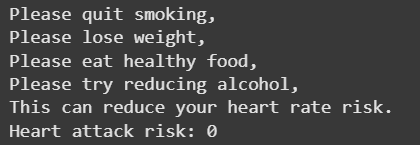 Please quit smoking,
Please lose weight,
Please eat healthy food,
Please try reducing alcohol,
This can reduce your heart rate risk.
Heart attack risk: 0